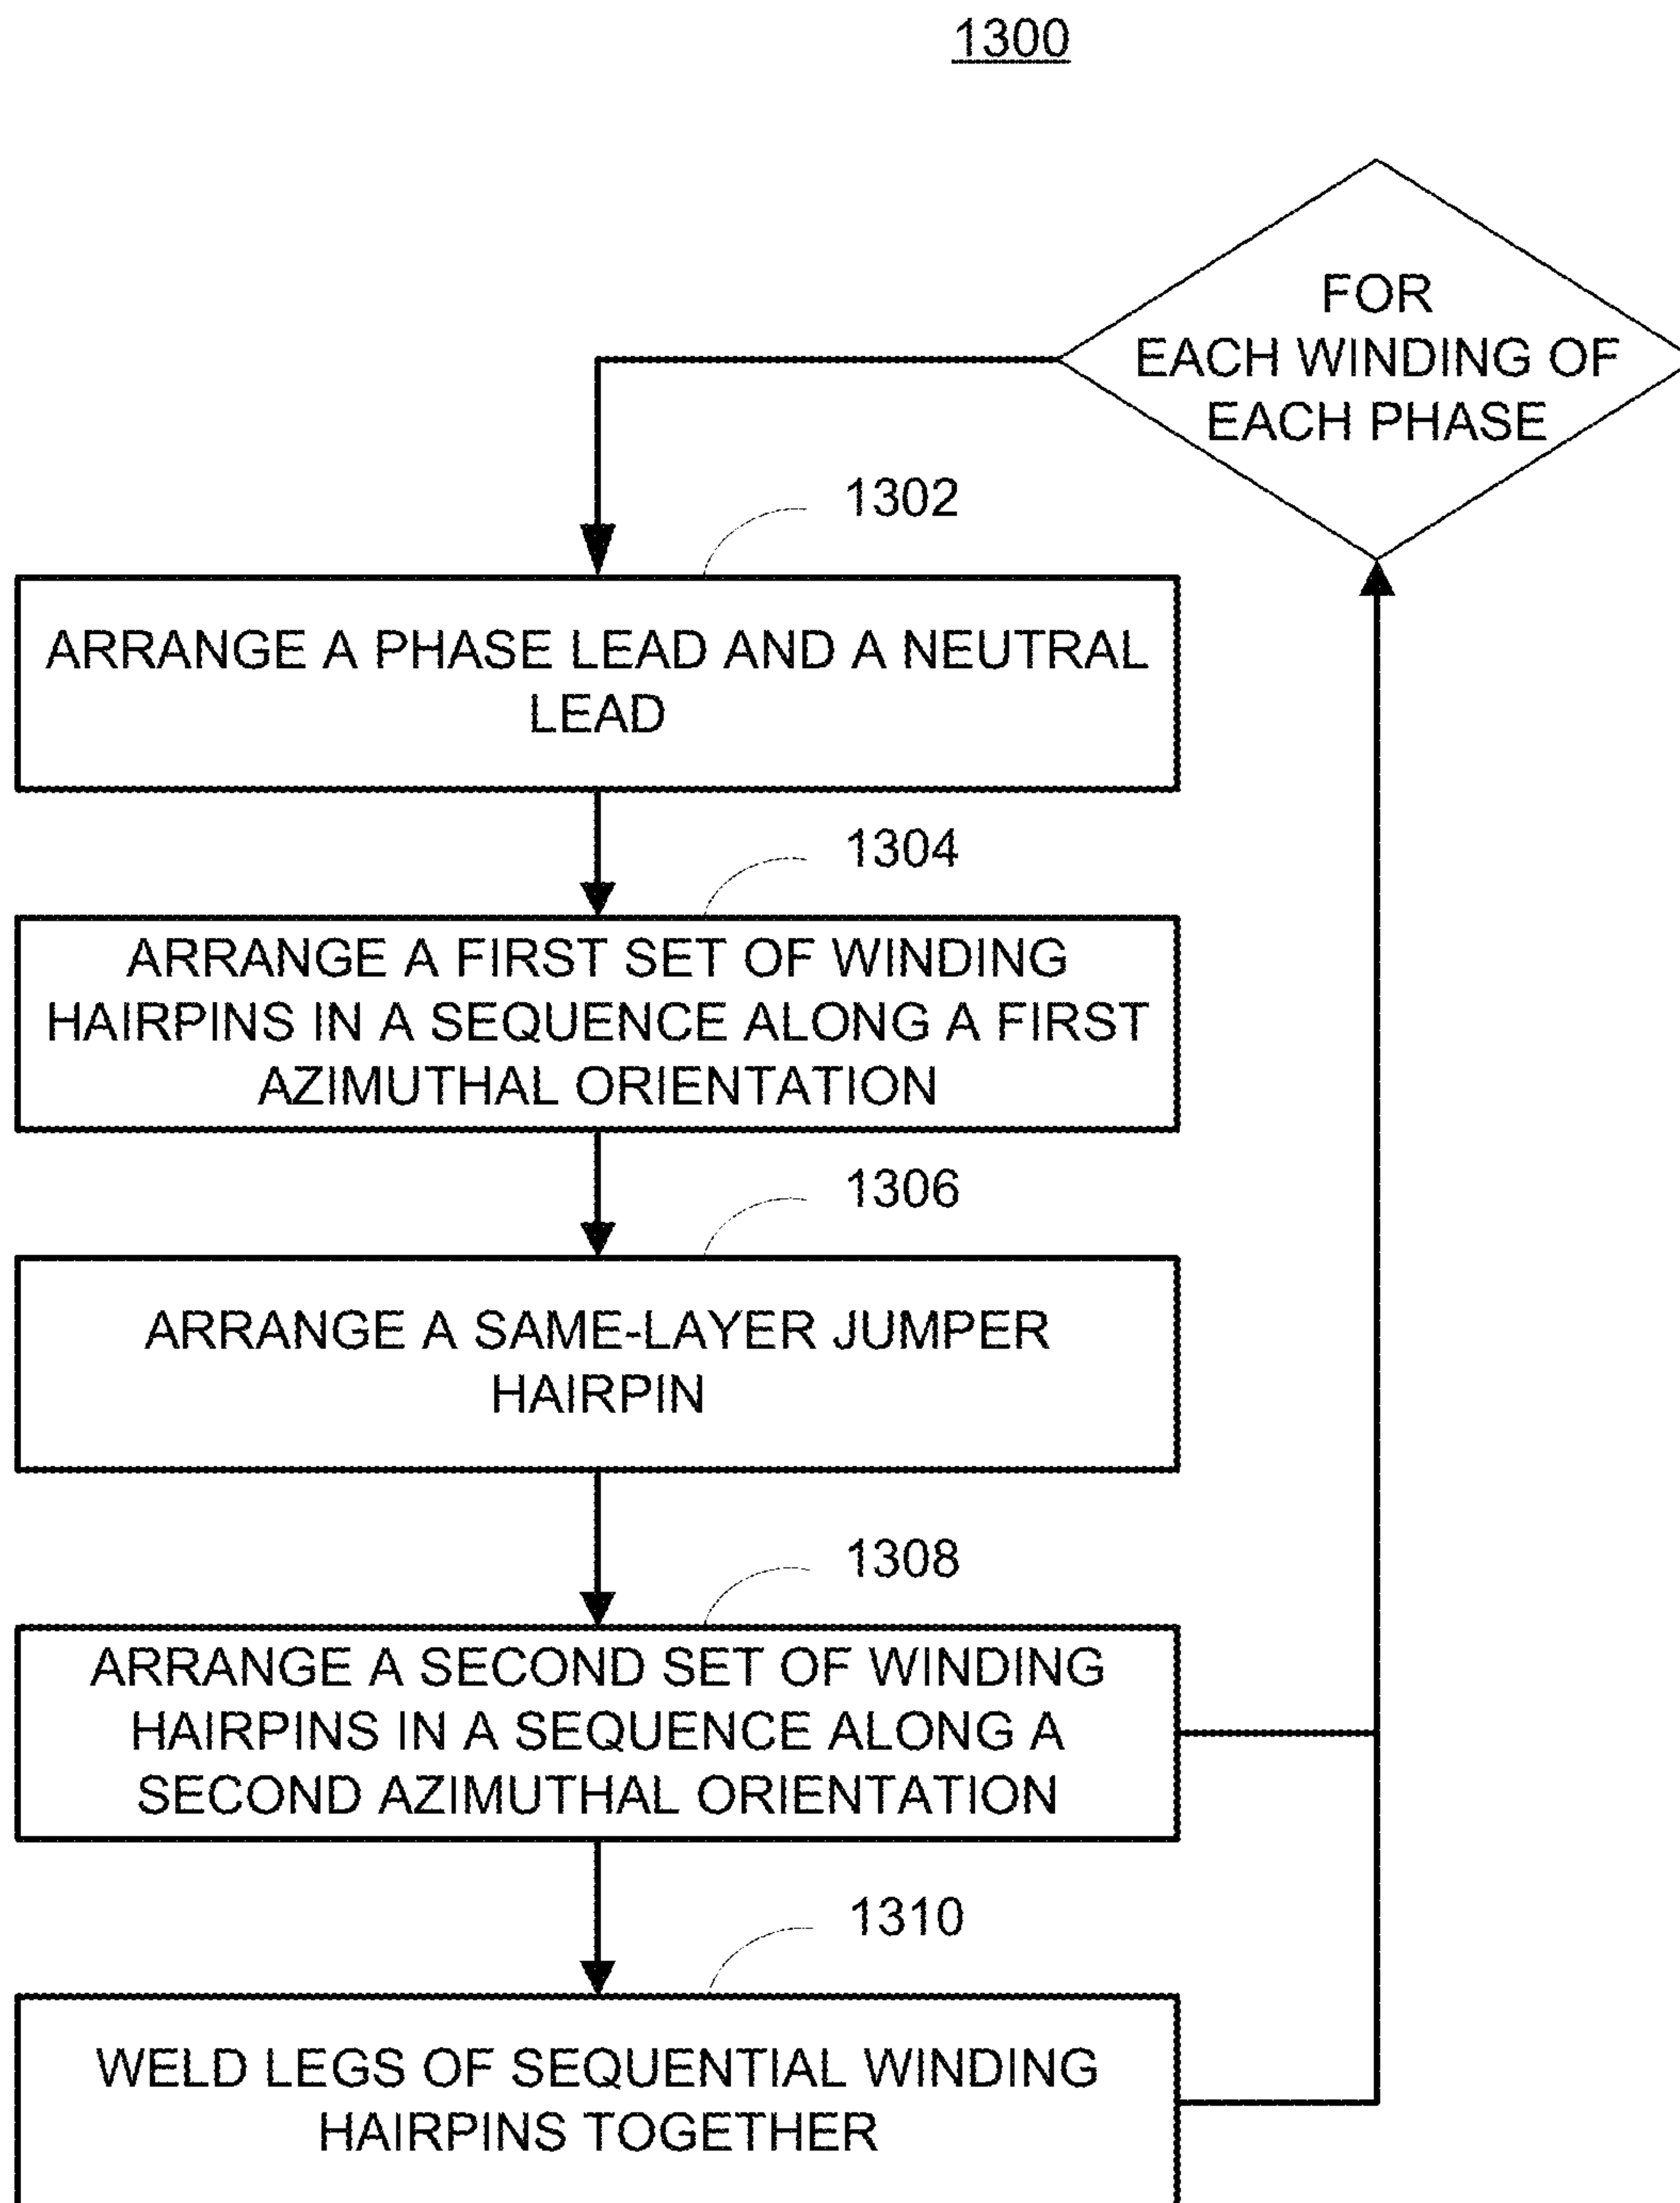 1300
FOR
EACH WINDING OF
EACH PHASE
1302
ARRANGE A PHASE LEAD AND A NEUTRAL
LEAD
1304
ARRANGE A FIRST SET OF WINDING
HAIRPINS IN A SEQUENCE ALONG A FIRST
AZIMUTHAL ORIENTATION
1306
ARRANGE A SAME-LAYER JUMPER
HAIRPIN
1308
ARRANGE A SECOND SET OF WINDING
HAIRPINS IN A SEQUENCE ALONG A
SECOND AZIMUTHAL ORIENTATION
1310
WELD LEGS OF SEQUENTIAL WINDING
HAIRPINS TOGETHER